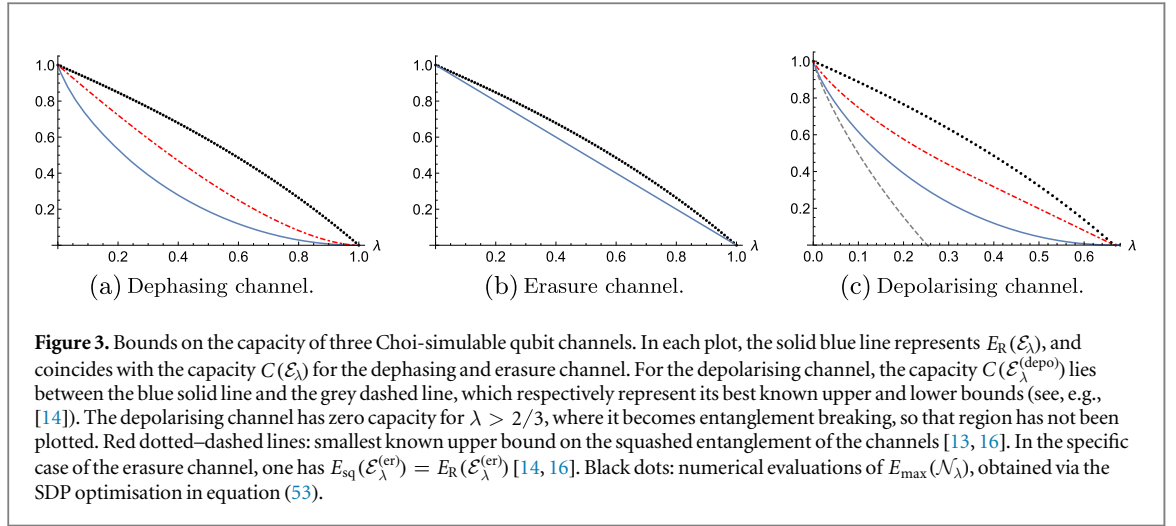 1.0
0.8
0.6
0.4
0.2
0.2 0.4 0.6 0.8 1.0 λ
(a) Dephasing channel.
1.0
0.8
0.6
0.4
0.2
0.2 0.4 0.6 0.8 1.0 λ
(b) Erasure channel.
1.0
0.8
0.6
0.4
0.2
0.0 0.1 0.2 0.3 0.4 0.5 0.6 λ
(c) Depolarising channel.
Figure 3. Bounds on the capacity of three Choi-simulable qubit channels. In each plot, the solid blue line represents E_R(ℰ_λ), and
coincides with the capacity C(ℰ_λ) for the dephasing and erasure channel. For the depolarising channel, the capacity C(ℰ_λ^(depo)) lies
between the blue solid line and the grey dashed line, which respectively represent its best known upper and lower bounds (see, e.g.,
[14]). The depolarising channel has zero capacity for λ > 2/3, where it becomes entanglement breaking, so that region has not been
plotted. Red dotted–dashed lines: smallest known upper bound on the squashed entanglement of the channels [13, 16]. In the specific
case of the erasure channel, one has E_sq(ℰ_λ^(er)) = E_R(ℰ_λ^(er)) [14, 16]. Black dots: numerical evaluations of E_max(𝒩_λ), obtained via the
SDP optimisation in equation (53).